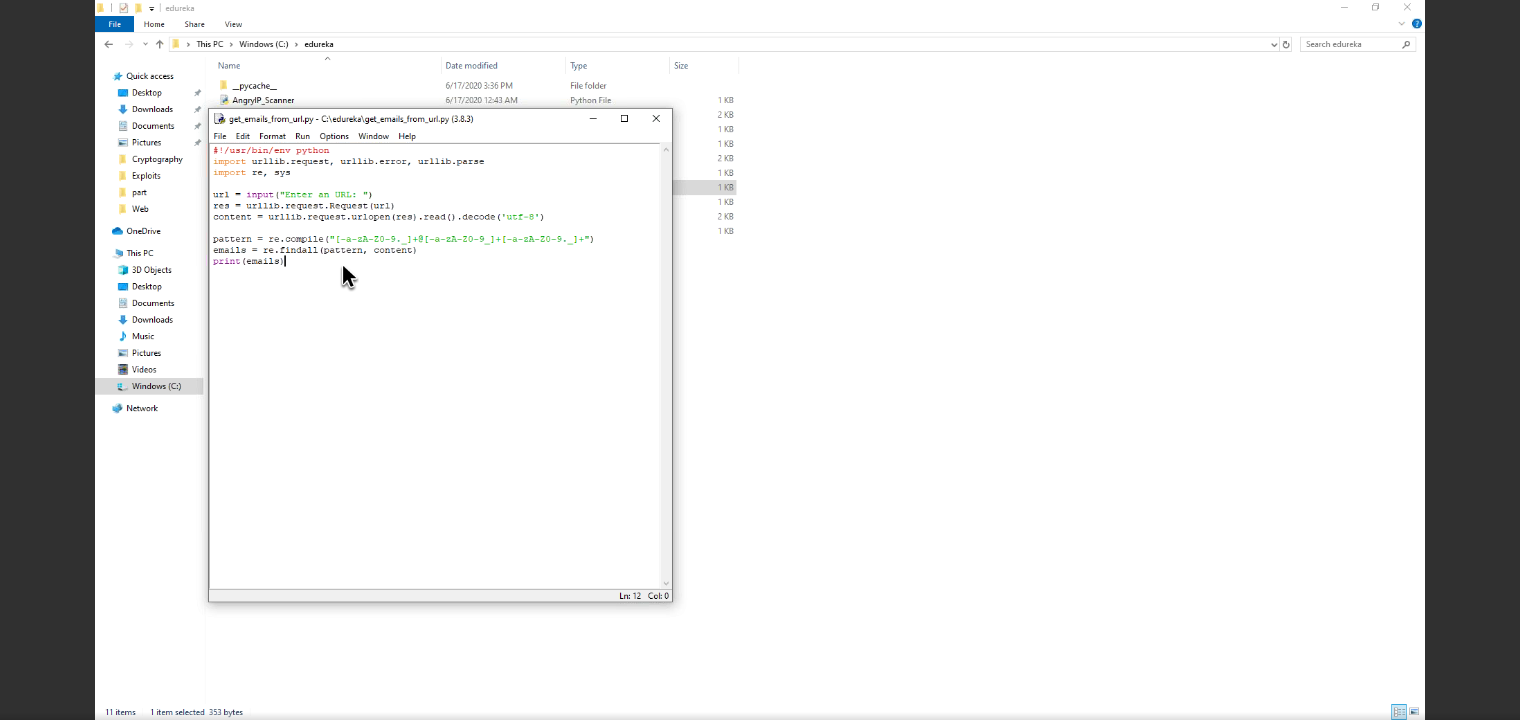 edureka
File Home Share View
This PC > Windows (C:) > edureka
Search edureka
Name Date modified Type Size
__pycache__ 6/17/2020 3:36 PM File folder
AngryIP_Scanner 6/17/2020 12:43 AM Python File 1 KB
2 KB
1 KB
1 KB
2 KB
1 KB
1 KB
1 KB
2 KB
1 KB
Quick access
Desktop
Downloads
Documents
Pictures
Cryptography
Exploits
part
Web
OneDrive
This PC
3D Objects
Desktop
Documents
Downloads
Music
Pictures
Videos
Windows (C:)
Network
get_emails_from_url.py - C:\edureka\get_emails_from_url.py (3.8.3)
File Edit Format Run Options Window Help
#!/usr/bin/env python
import urllib.request, urllib.error, urllib.parse
import re, sys
url = input("Enter an URL: ")
res = urllib.request.Request(url)
content = urllib.request.urlopen(res).read().decode('utf-8')
pattern = re.compile("[-a-zA-Z0-9._]+@[-a-zA-Z0-9_]+[-a-zA-Z0-9._]+")
emails = re.findall(pattern, content)
print(emails)
Ln: 12 Col: 0
11 items 1 item selected 353 bytes